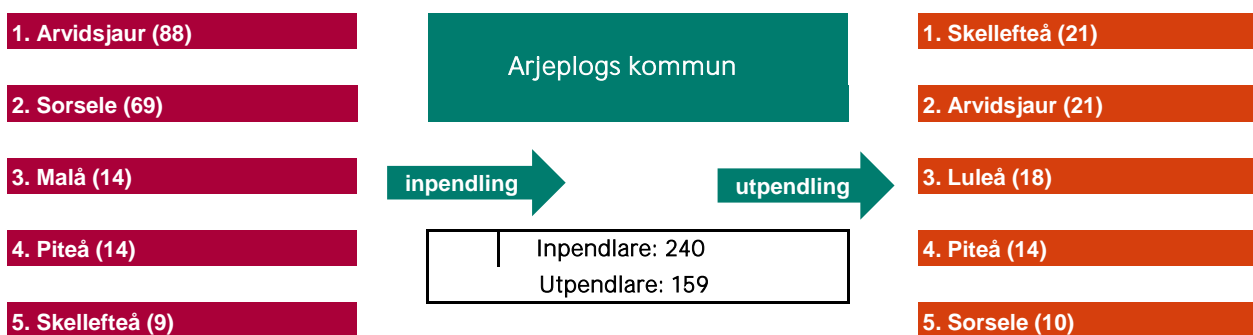 1. Arvidsjaur (88)
2. Sorsele (69)
3. Malå (14)
4. Piteå (14)
5. Skellefteå (9)
Arjeplogs kommun
inpendling
utpendling
Inpendlare: 240
Utpendlare: 159
1. Skellefteå (21)
2. Arvidsjaur (21)
3. Luleå (18)
4. Piteå (14)
5. Sorsele (10)